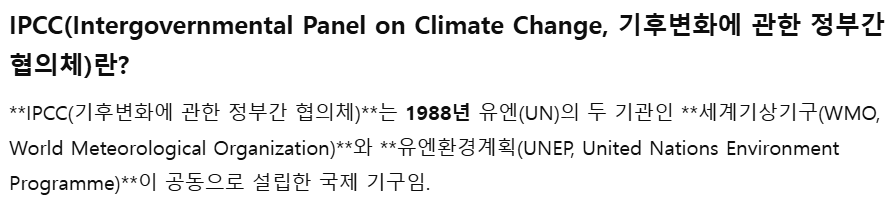 IPCC(Intergovernmental Panel on Climate Change, 기후변화에 관한 정부간
협의체)란?
**IPCC(기후변화에 관한 정부간 협의체)**는 1988년 유엔(UN)의 두 기관인 **세계기상기구(WMO,
World Meteorological Organization)**와 **유엔환경계획(UNEP, United Nations Environment
Programme)**이 공동으로 설립한 국제 기구임.